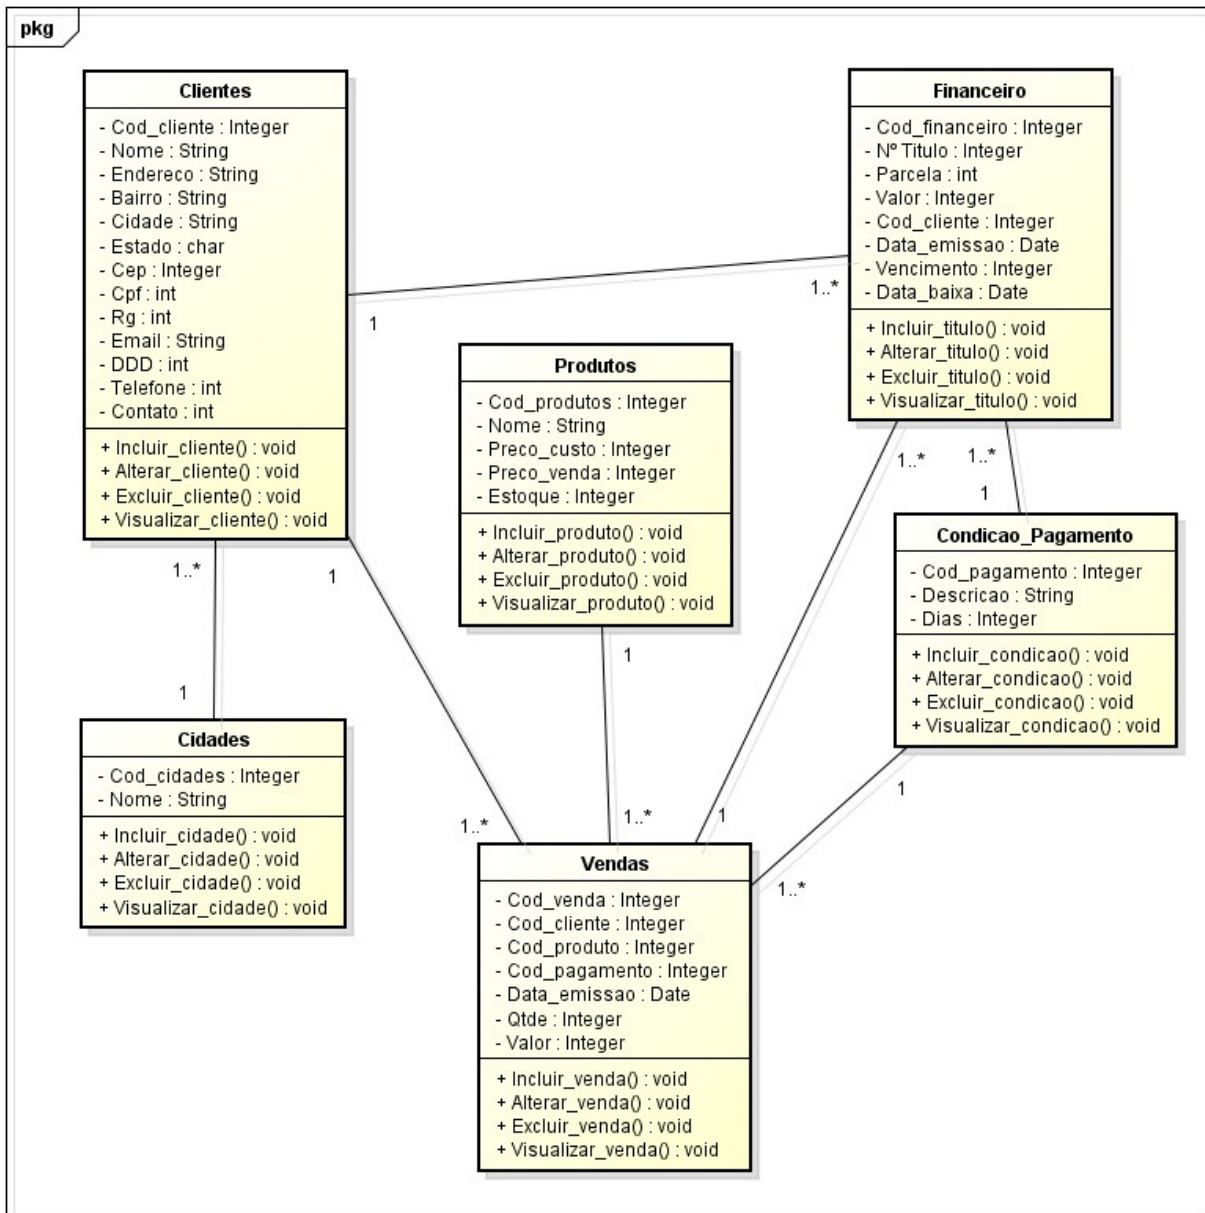 pkg
Clientes
- Cod_cliente : Integer
- Nome : String
- Endereco : String
- Bairro : String
- Cidade : String
- Estado : char
- Cep : Integer
- Cpf : int
- Rg : int
- Email : String
- DDD : int
- Telefone : int
- Contato : int
+ Incluir_cliente() : void
+ Alterar_cliente() : void
+ Excluir_cliente() : void
+ Visualizar_cliente() : void
Financeiro
- Cod_financeiro : Integer
- Nº Titulo : Integer
- Parcela : int
- Valor : Integer
- Cod_cliente : Integer
- Data_emissao : Date
- Vencimento : Integer
- Data_baixa : Date
+ Incluir_titulo() : void
+ Alterar_titulo() : void
+ Excluir_titulo() : void
+ Visualizar_titulo() : void
1
1..*
Produtos
- Cod_produtos : Integer
- Nome : String
- Preco_custo : Integer
- Preco_venda : Integer
- Estoque : Integer
+ Incluir_produto() : void
+ Alterar_produto() : void
+ Excluir_produto() : void
+ Visualizar_produto() : void
1..*
1..*
1
Condicao_Pagamento
- Cod_pagamento : Integer
- Descricao : String
- Dias : Integer
+ Incluir_condicao() : void
+ Alterar_condicao() : void
+ Excluir_condicao() : void
+ Visualizar_condicao() : void
1..*
1
1
1
Cidades
- Cod_cidades : Integer
- Nome : String
+ Incluir_cidade() : void
+ Alterar_cidade() : void
+ Excluir_cidade() : void
+ Visualizar_cidade() : void
1..*
1..*
1
1
1..*
Vendas
- Cod_venda : Integer
- Cod_cliente : Integer
- Cod_produto : Integer
- Cod_pagamento : Integer
- Data_emissao : Date
- Qtde : Integer
- Valor : Integer
+ Incluir_venda() : void
+ Alterar_venda() : void
+ Excluir_venda() : void
+ Visualizar_venda() : void